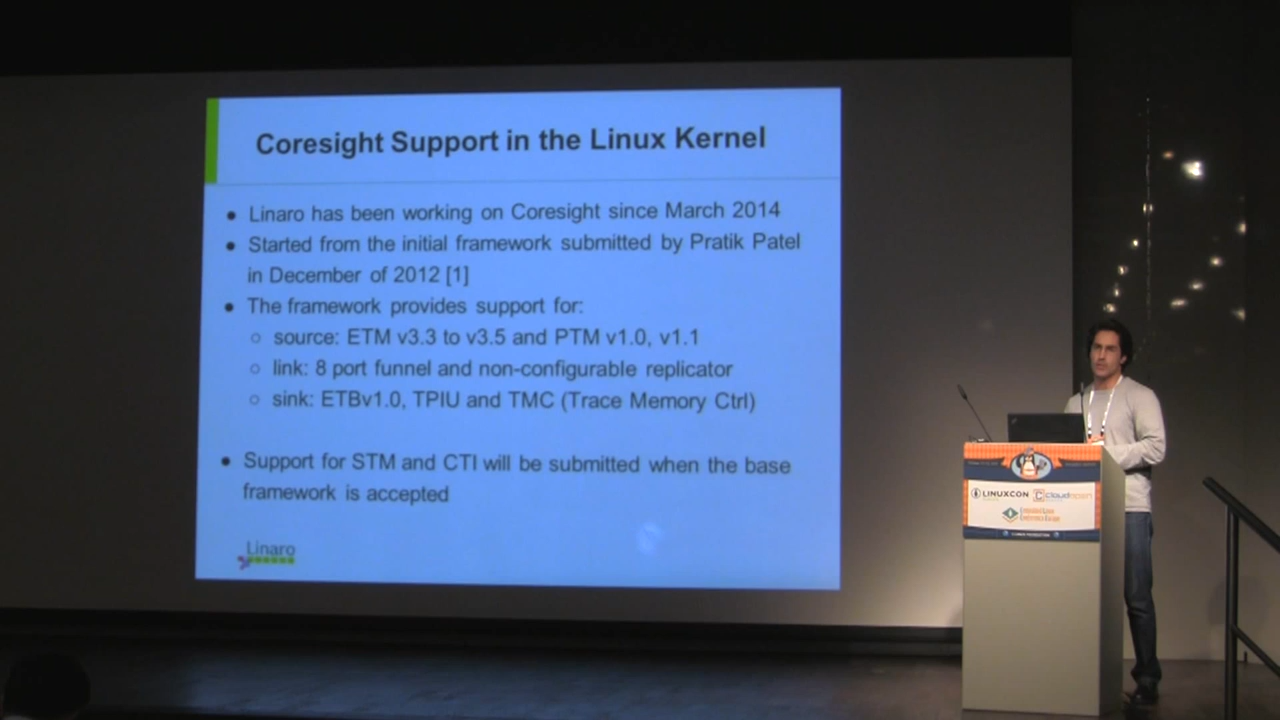 Coresight Support in the Linux Kernel
● Linaro has been working on Coresight since March 2014
● Started from the initial framework submitted by Pratik Patel
in December of 2012 [1]
● The framework provides support for:
○ source: ETM v3.3 to v3.5 and PTM v1.0, v1.1
○ link: 8 port funnel and non-configurable replicator
○ sink: ETBv1.0, TPIU and TMC (Trace Memory Ctrl)
● Support for STM and CTI will be submitted when the base
framework is accepted
Linaro
LINUXCON
cloudopen